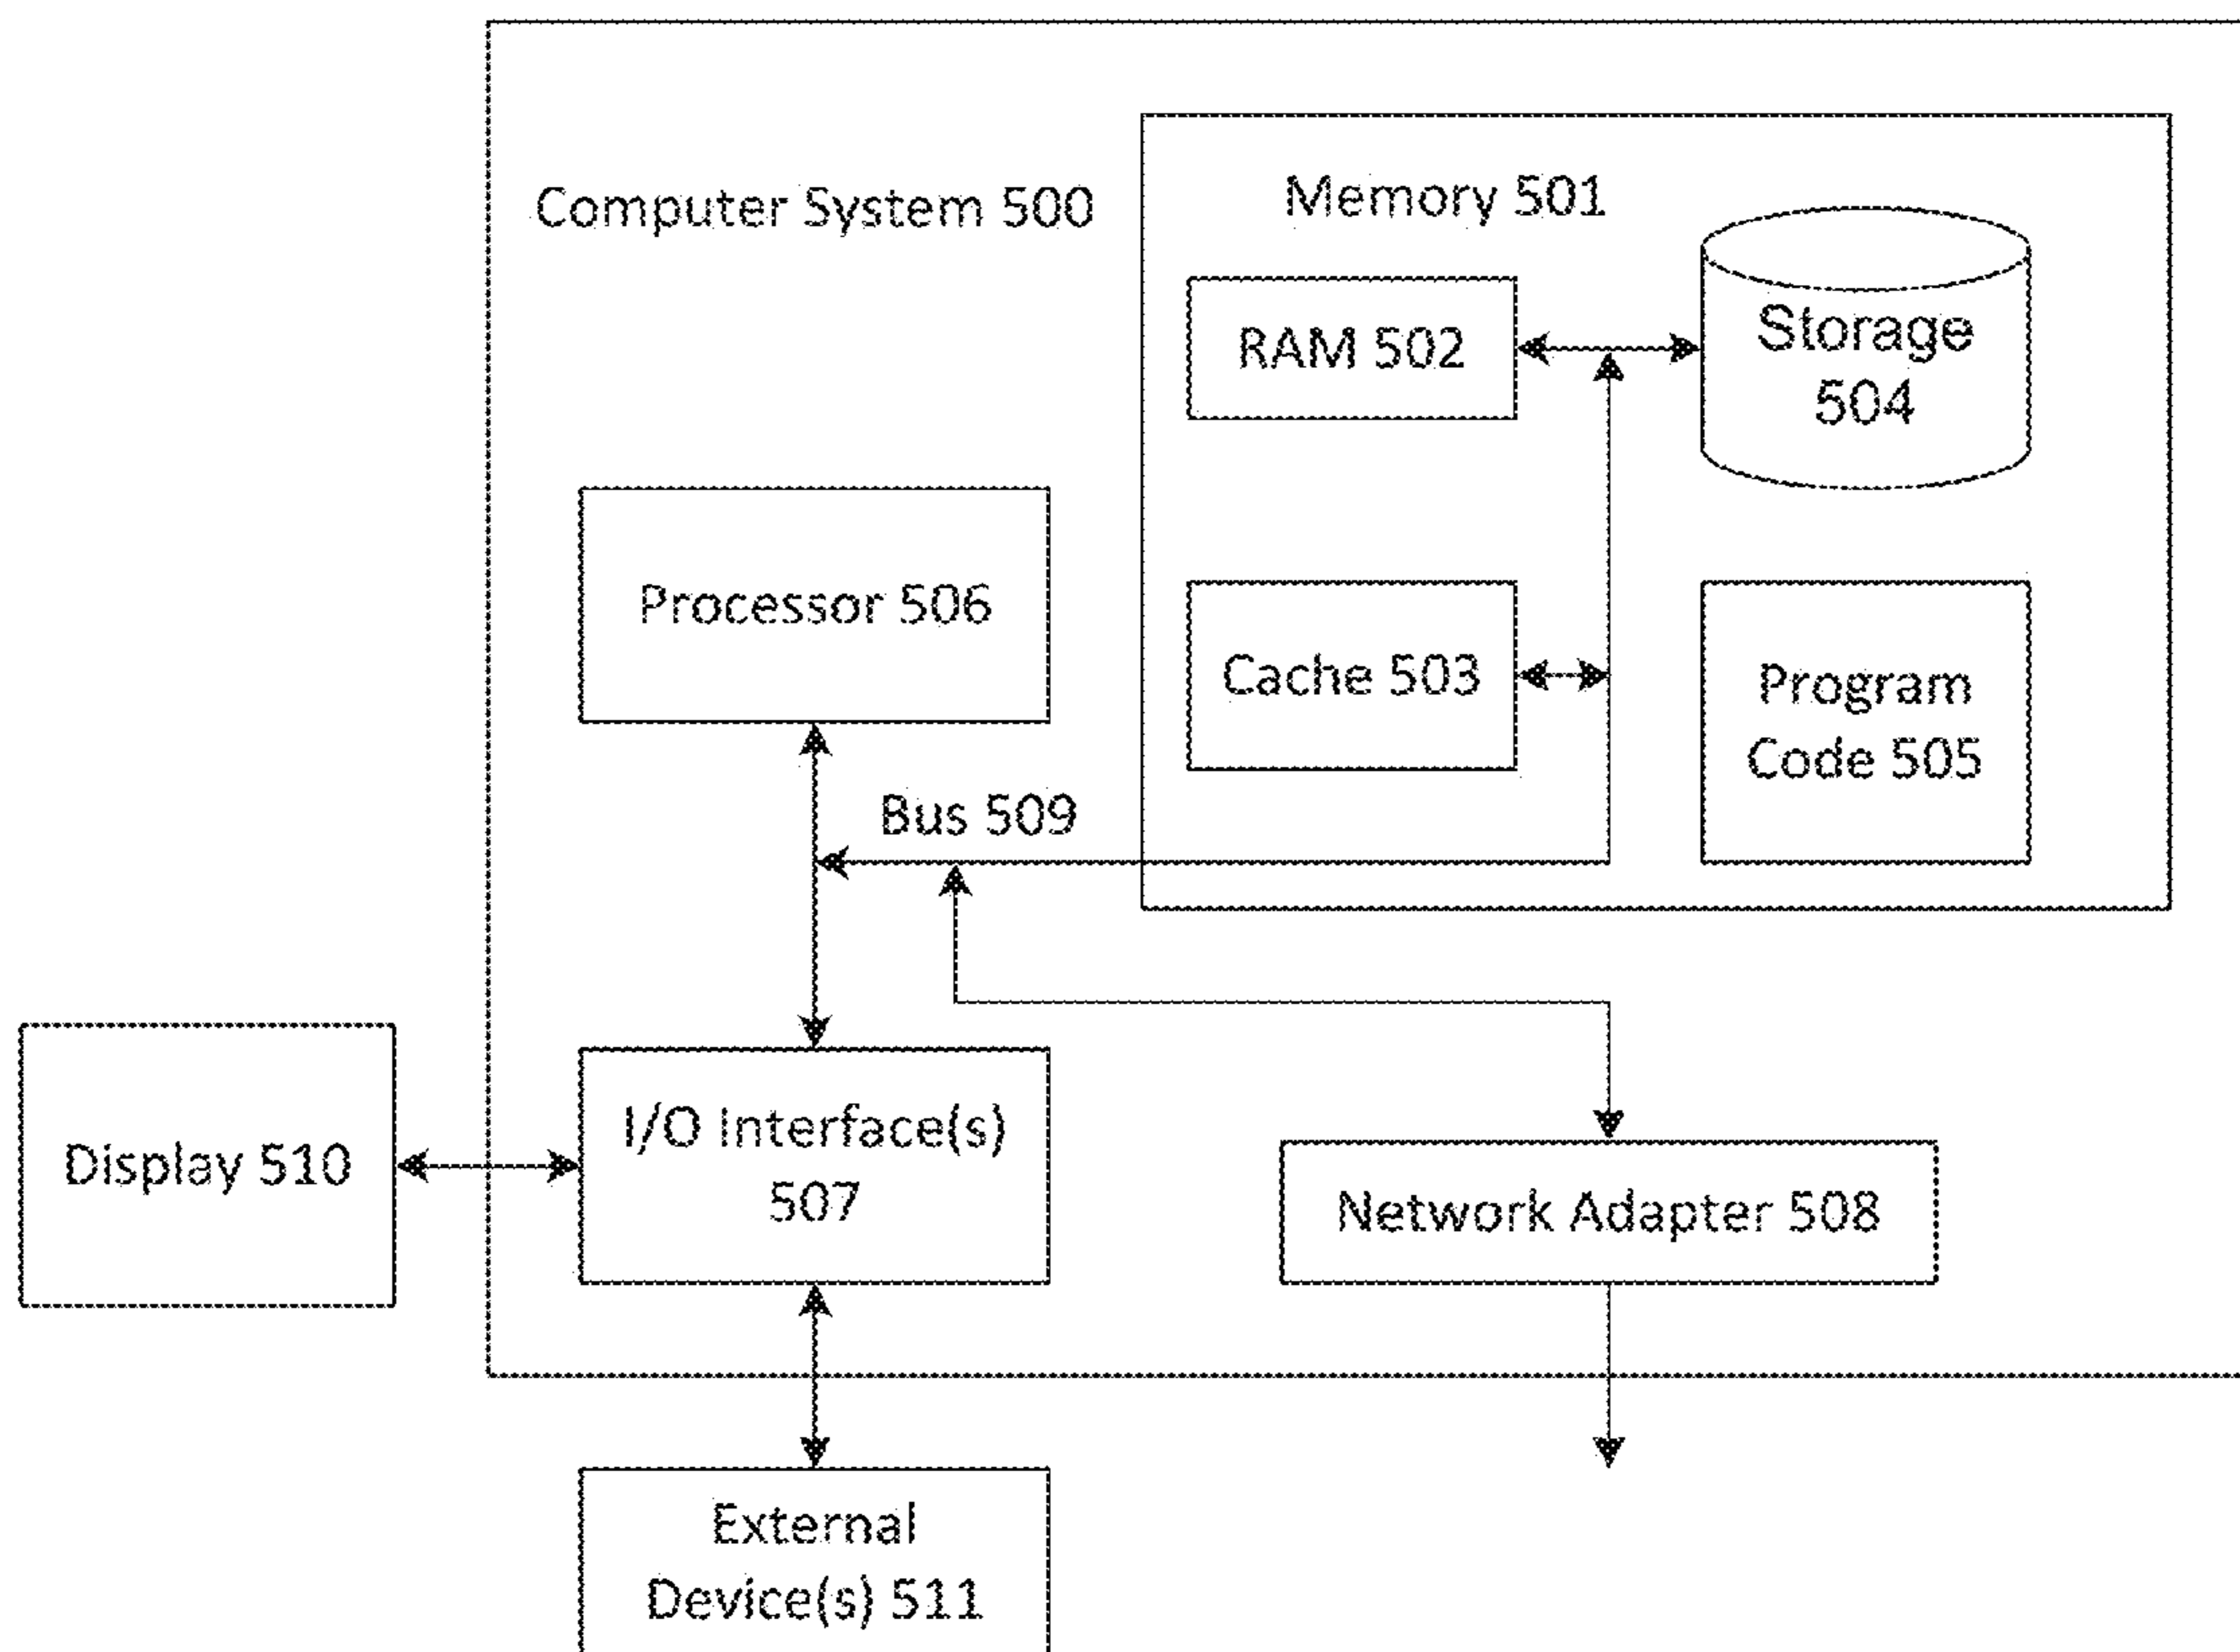 Computer System 500
Memory 501
RAM 502
Storage
504
Processor 506
Cache 503
Program
Code 505
Bus 509
Display 510
I/O Interface(s)
507
Network Adapter 508
External
Device(s) 511